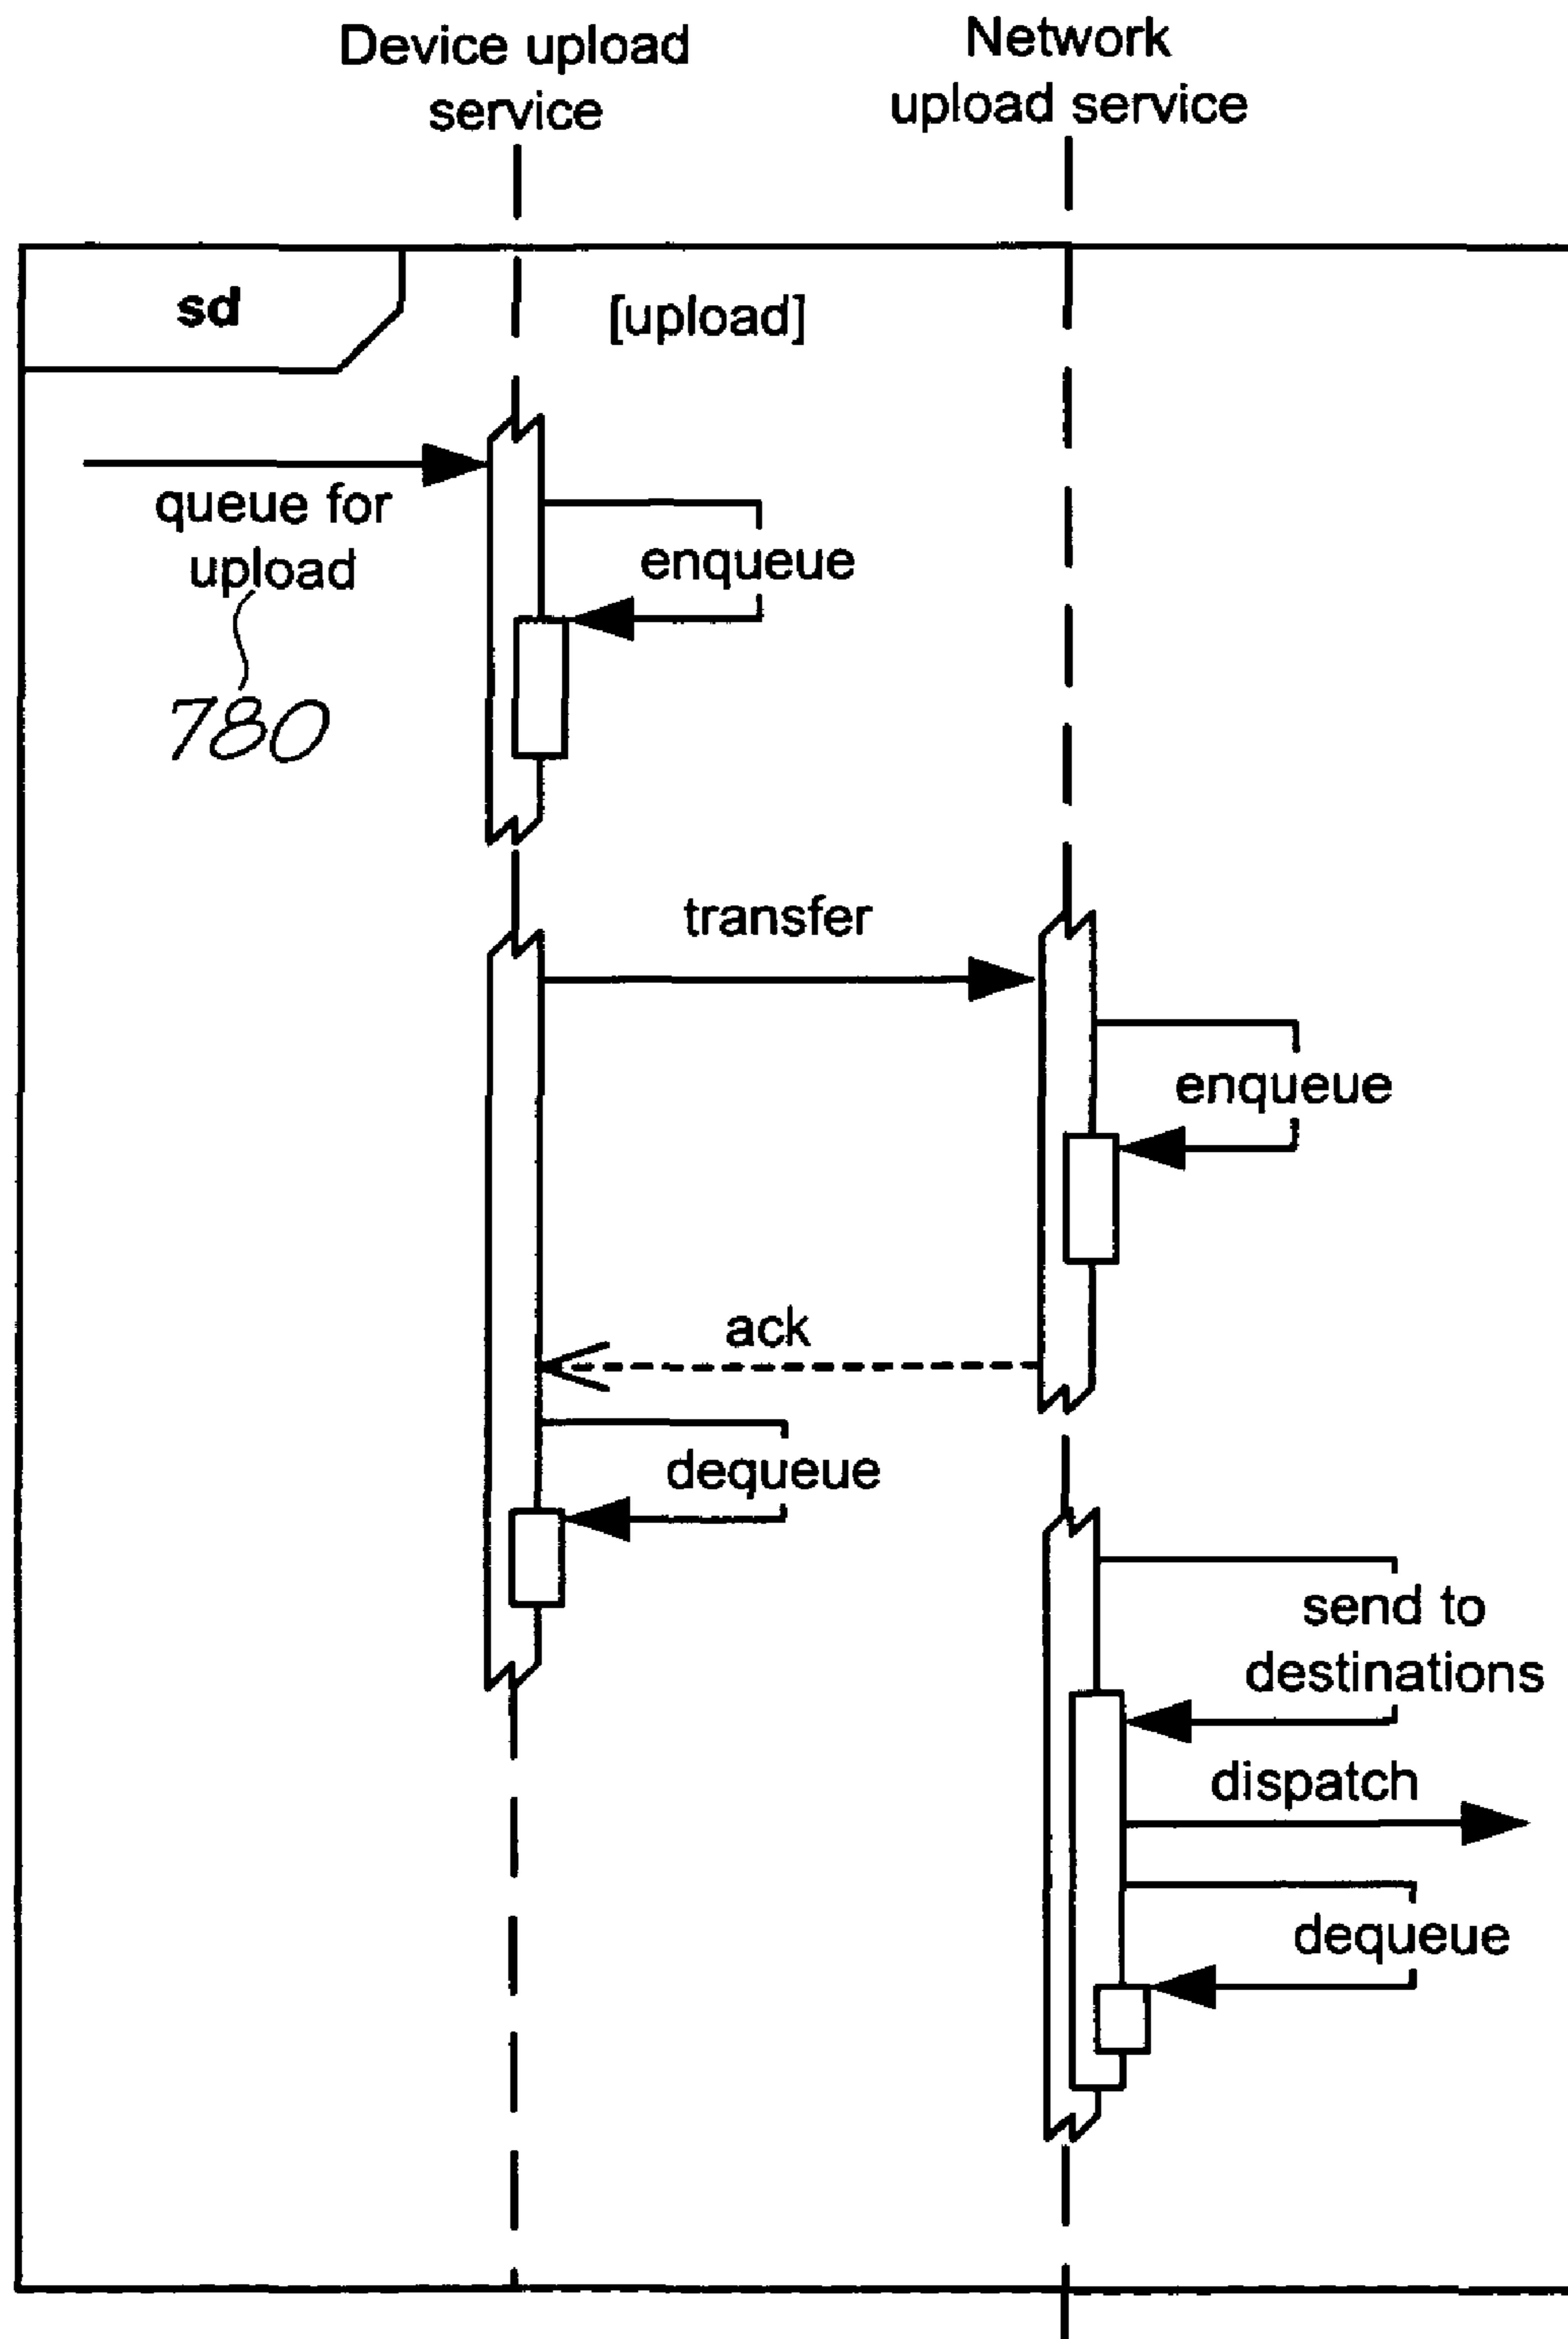 Device upload
service
Network
upload service
sd
[upload]
queue for
upload
enqueue
780
transfer
enqueue
ack
dequeue
send to
destinations
dispatch
dequeue